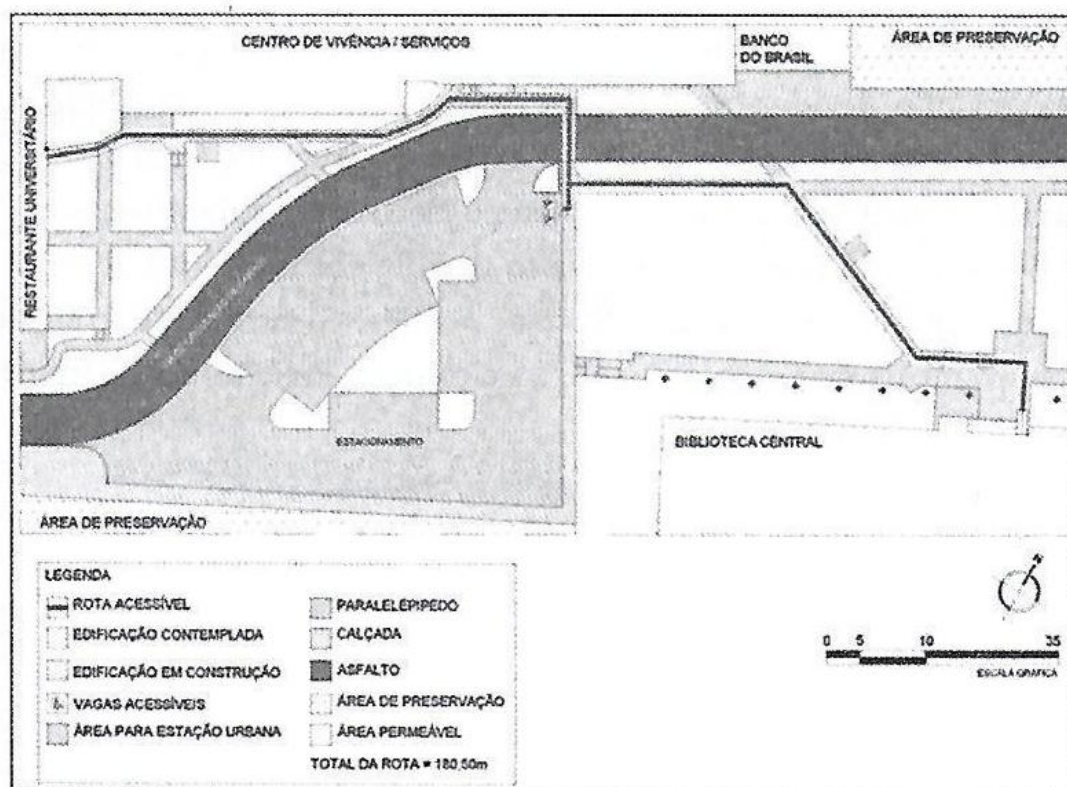 CENTRO DE VIVÊNCIA / SERVIÇOS
BANCO
DO BRASIL
ÁREA DE PRESERVAÇÃO
RESTAURANTE UNIVERSITÁRIO
ESTACIONAMENTO
BIBLIOTECA CENTRAL
ÁREA DE PRESERVAÇÃO
LEGENDA
ROTA ACESSÍVEL
EDIFICAÇÃO CONTEMPLADA
EDIFICAÇÃO EM CONSTRUÇÃO
VAGAS ACESSÍVEIS
ÁREA PARA ESTAÇÃO URBANA
PARALELÉPIPEDO
CALÇADA
ASFALTO
ÁREA DE PRESERVAÇÃO
ÁREA PERMEÁVEL
TOTAL DA ROTA = 180,50m
N
0 5 10 35
ESCALA GRÁFICA